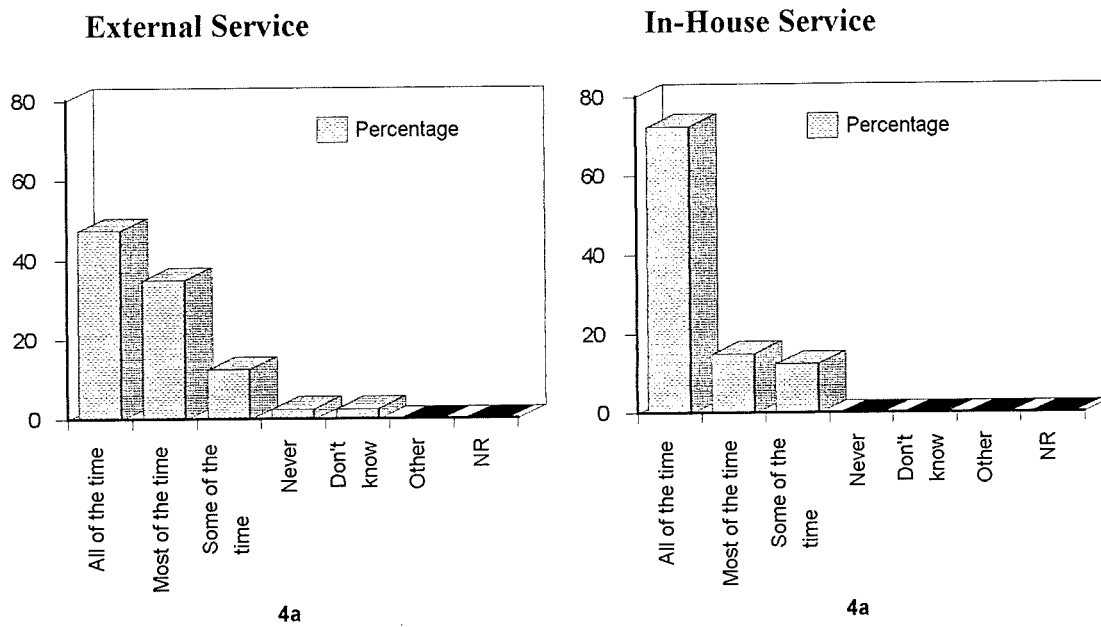 External Service
80
60
40
20
0
Percentage
All of the time
Most of the time
Some of the
time
Never
Don't
know
Other
NR
4a
In-House Service
80
60
40
20
0
Percentage
All of the time
Most of the time
Some of the
time
Never
Don't
know
Other
NR
4a